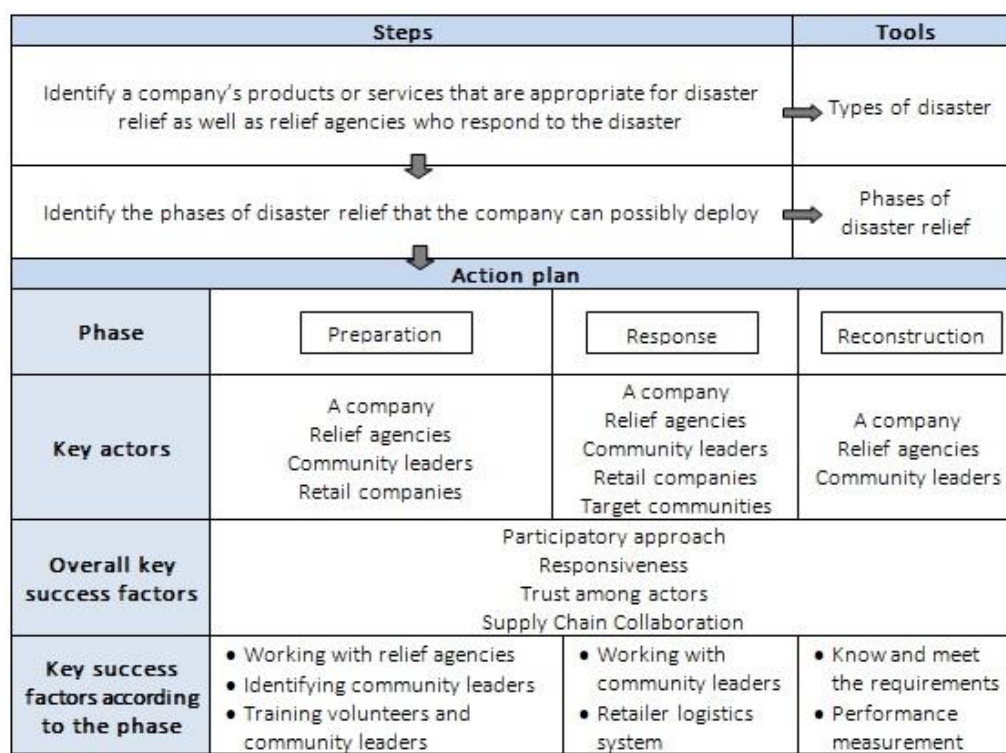 Steps
Tools
Identify a company's products or services that are appropriate for disaster
relief as well as relief agencies who respond to the disaster
Types of disaster
Identify the phases of disaster relief that the company can possibly deploy
Phases of
disaster relief
Action plan
Phase
Preparation
Response
Reconstruction
Key actors
A company
Relief agencies
Community leaders
Retail companies
A company
Relief agencies
Community leaders
Retail companies
Target communities
A company
Relief agencies
Community leaders
Overall key
success factors
Participatory approach
Responsiveness
Trust among actors
Supply Chain Collaboration
Key success
factors according
to the phase
• Working with relief agencies
• Identifying community leaders
• Training volunteers and
community leaders
• Working with
community leaders
• Retailer logistics
system
• Know and meet
the requirements
• Performance
measurement